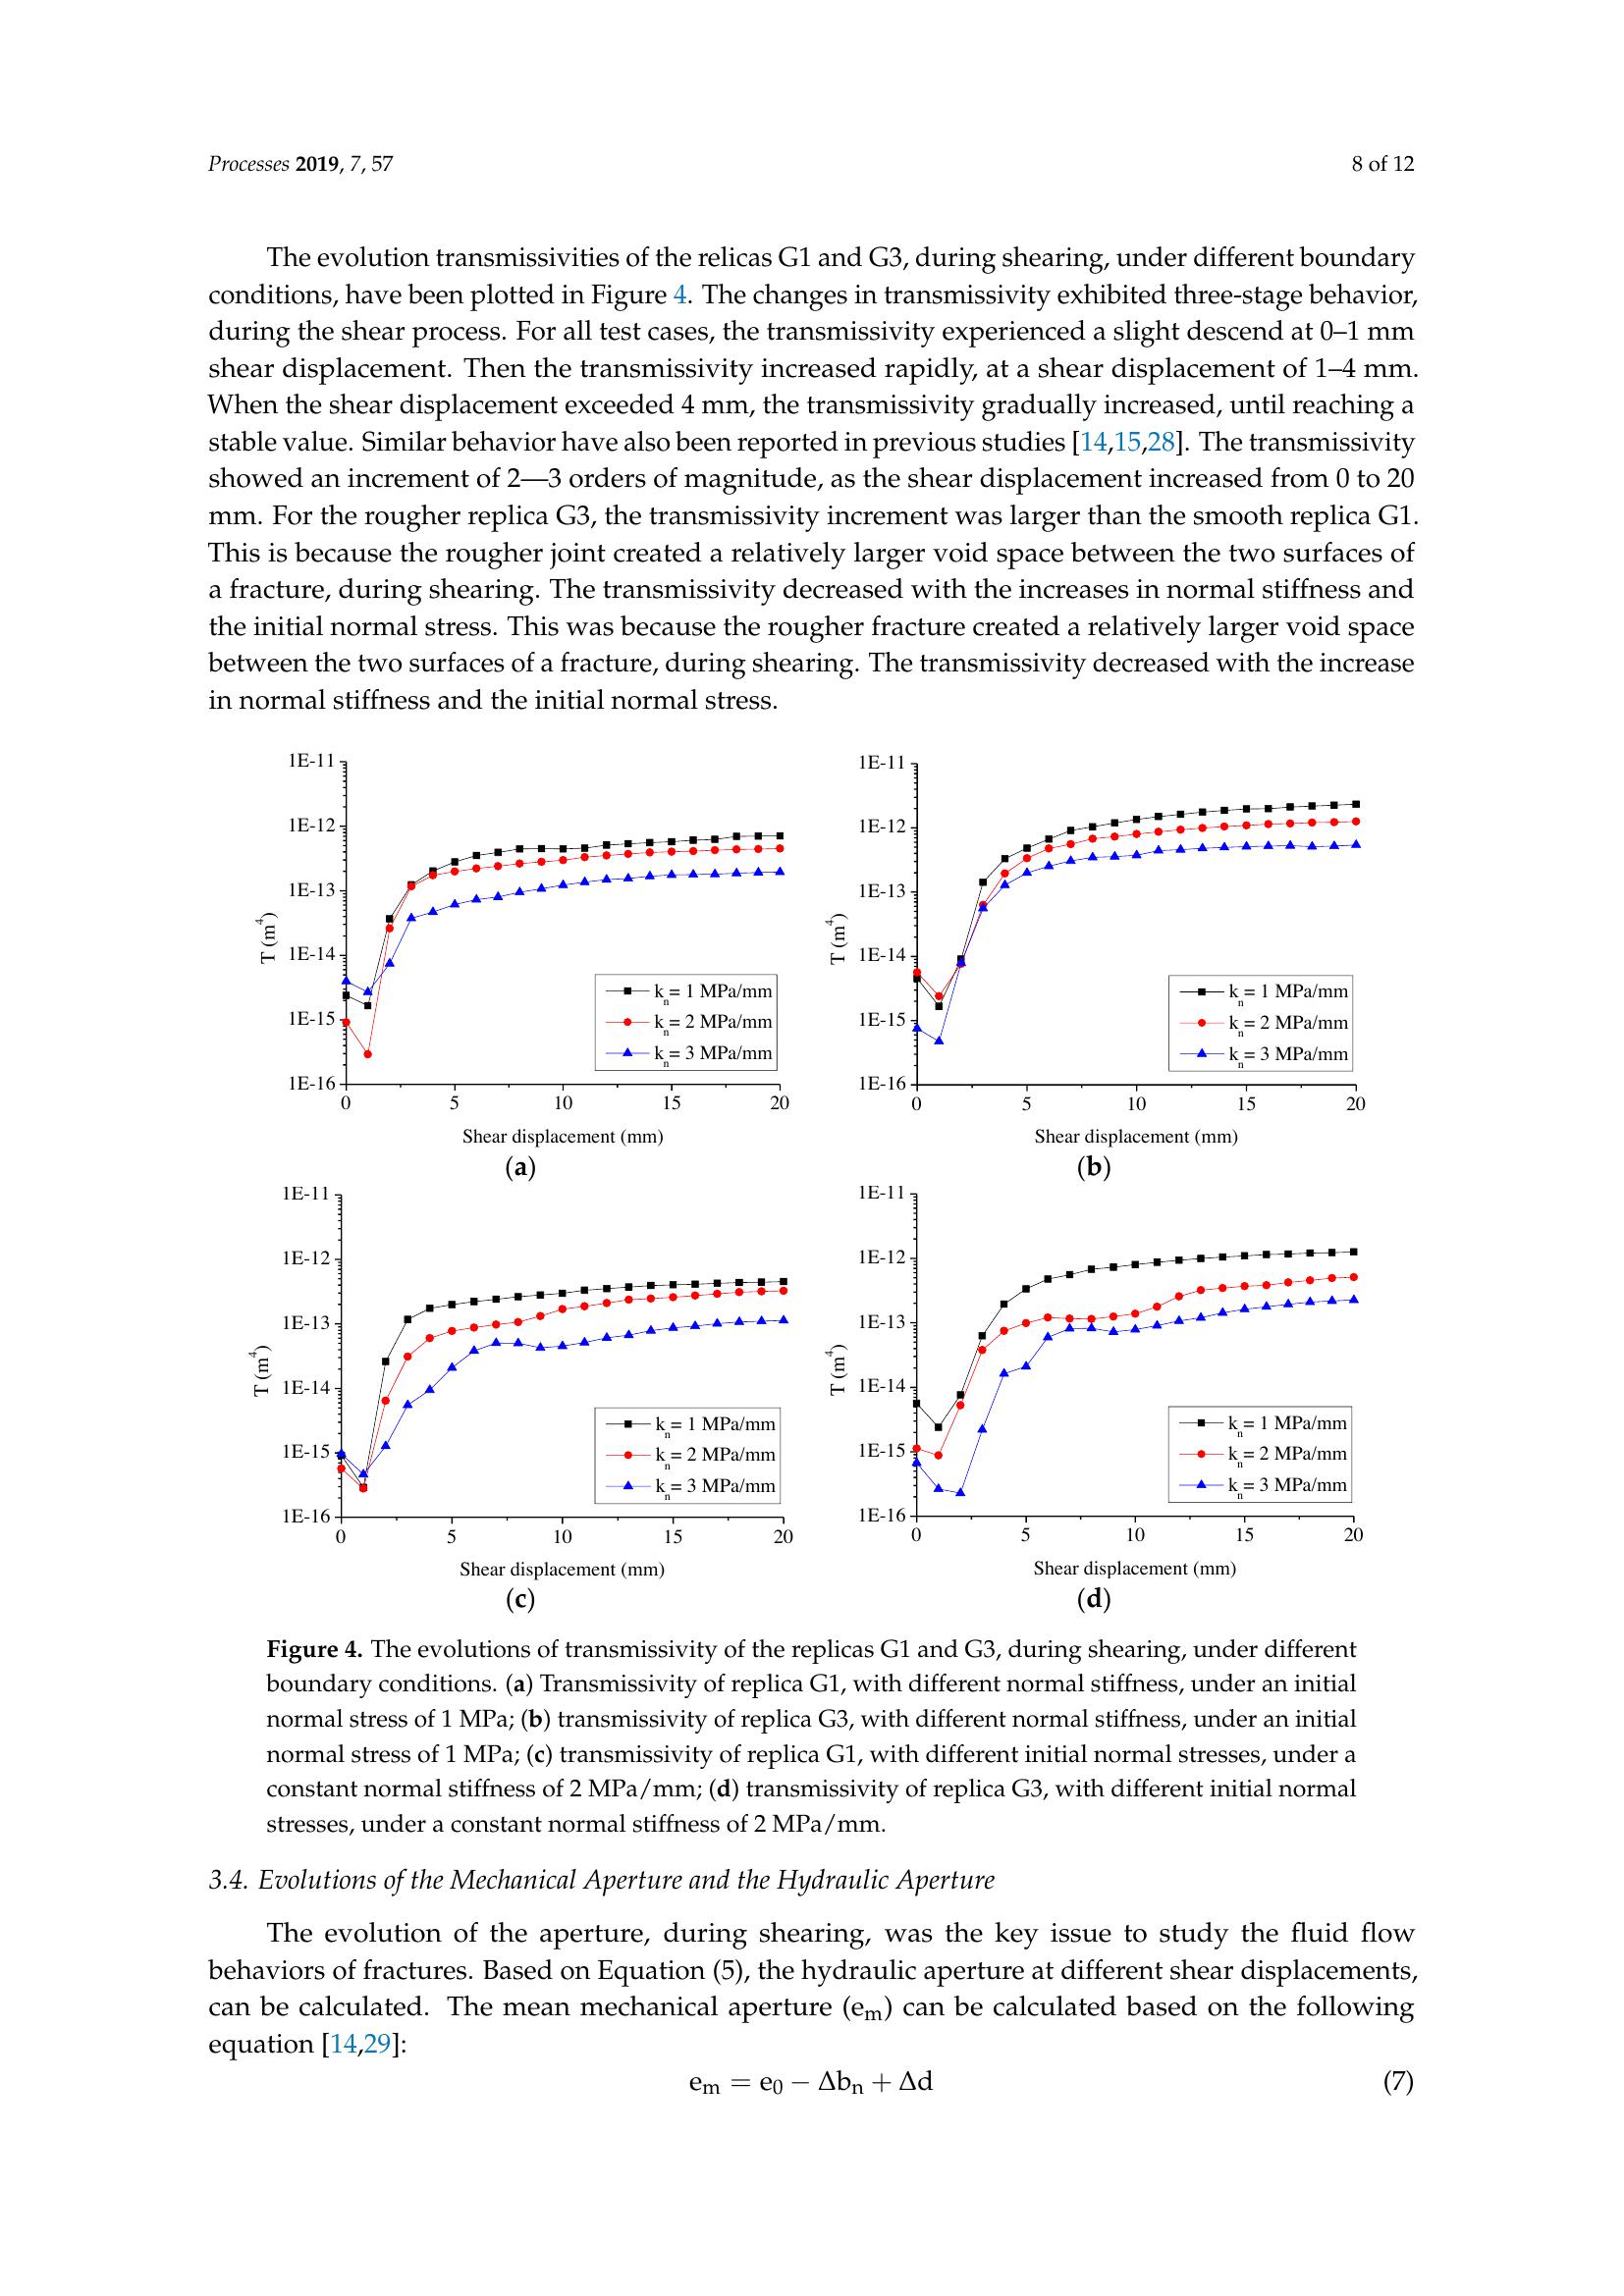 Processes 2019, 7, 57
8 of 12
The evolution transmissivities of the relicas G1 and G3, during shearing, under different boundary
conditions, have been plotted in Figure 4. The changes in transmissivity exhibited three-stage behavior,
during the shear process. For all test cases, the transmissivity experienced a slight descend at 0–1 mm
shear displacement. Then the transmissivity increased rapidly, at a shear displacement of 1–4 mm.
When the shear displacement exceeded 4 mm, the transmissivity gradually increased, until reaching a
stable value. Similar behavior have also been reported in previous studies [14,15,28]. The transmissivity
showed an increment of 2—3 orders of magnitude, as the shear displacement increased from 0 to 20
mm. For the rougher replica G3, the transmissivity increment was larger than the smooth replica G1.
This is because the rougher joint created a relatively larger void space between the two surfaces of
a fracture, during shearing. The transmissivity decreased with the increases in normal stiffness and
the initial normal stress. This was because the rougher fracture created a relatively larger void space
between the two surfaces of a fracture, during shearing. The transmissivity decreased with the increase
in normal stiffness and the initial normal stress.
1E-11
1E-12
1E-13
1E-14
1E-15
1E-16
T (m⁴)
kₙ= 1 MPa/mm
kₙ= 2 MPa/mm
kₙ= 3 MPa/mm
0 5 10 15 20
Shear displacement (mm)
(a)
1E-11
1E-12
1E-13
1E-14
1E-15
1E-16
T (m⁴)
kₙ= 1 MPa/mm
kₙ= 2 MPa/mm
kₙ= 3 MPa/mm
0 5 10 15 20
Shear displacement (mm)
(b)
1E-11
1E-12
1E-13
1E-14
1E-15
1E-16
T (m⁴)
kₙ= 1 MPa/mm
kₙ= 2 MPa/mm
kₙ= 3 MPa/mm
0 5 10 15 20
Shear displacement (mm)
(c)
1E-11
1E-12
1E-13
1E-14
1E-15
1E-16
T (m⁴)
kₙ= 1 MPa/mm
kₙ= 2 MPa/mm
kₙ= 3 MPa/mm
0 5 10 15 20
Shear displacement (mm)
(d)
Figure 4. The evolutions of transmissivity of the replicas G1 and G3, during shearing, under different
boundary conditions. (a) Transmissivity of replica G1, with different normal stiffness, under an initial
normal stress of 1 MPa; (b) transmissivity of replica G3, with different normal stiffness, under an initial
normal stress of 1 MPa; (c) transmissivity of replica G1, with different initial normal stresses, under a
constant normal stiffness of 2 MPa/mm; (d) transmissivity of replica G3, with different initial normal
stresses, under a constant normal stiffness of 2 MPa/mm.
3.4. Evolutions of the Mechanical Aperture and the Hydraulic Aperture
The evolution of the aperture, during shearing, was the key issue to study the fluid flow
behaviors of fractures. Based on Equation (5), the hydraulic aperture at different shear displacements,
can be calculated. The mean mechanical aperture (eₘ) can be calculated based on the following
equation [14,29]:
eₘ = e₀ − Δbₙ + Δd (7)